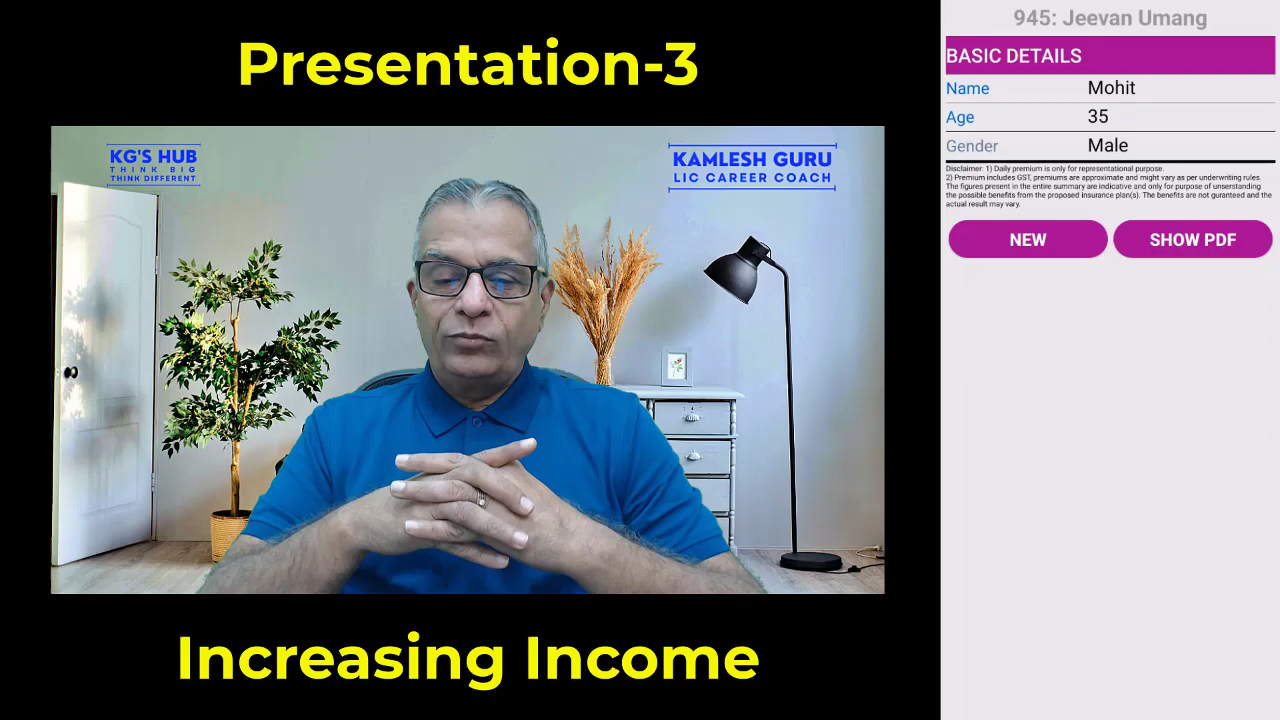 Presentation-3
KG'S HUB
THINK BIG
THINK DIFFERENT
KAMLESH GURU
LIC CAREER COACH
Increasing Income
945: Jeevan Umang
BASIC DETAILS
Name Mohit
Age 35
Gender Male
Disclaimer: 1) Daily premium is only for representational purpose.
2) Premium includes GST, premiums are approximate and might vary as per underwriting rules.
The figures present in the entire summary are indicative and only for purpose of unserstanding
the possible benefits from the proposed insurance plan(s). The benefits are not guranteed and the
actual result may vary.
NEW SHOW PDF